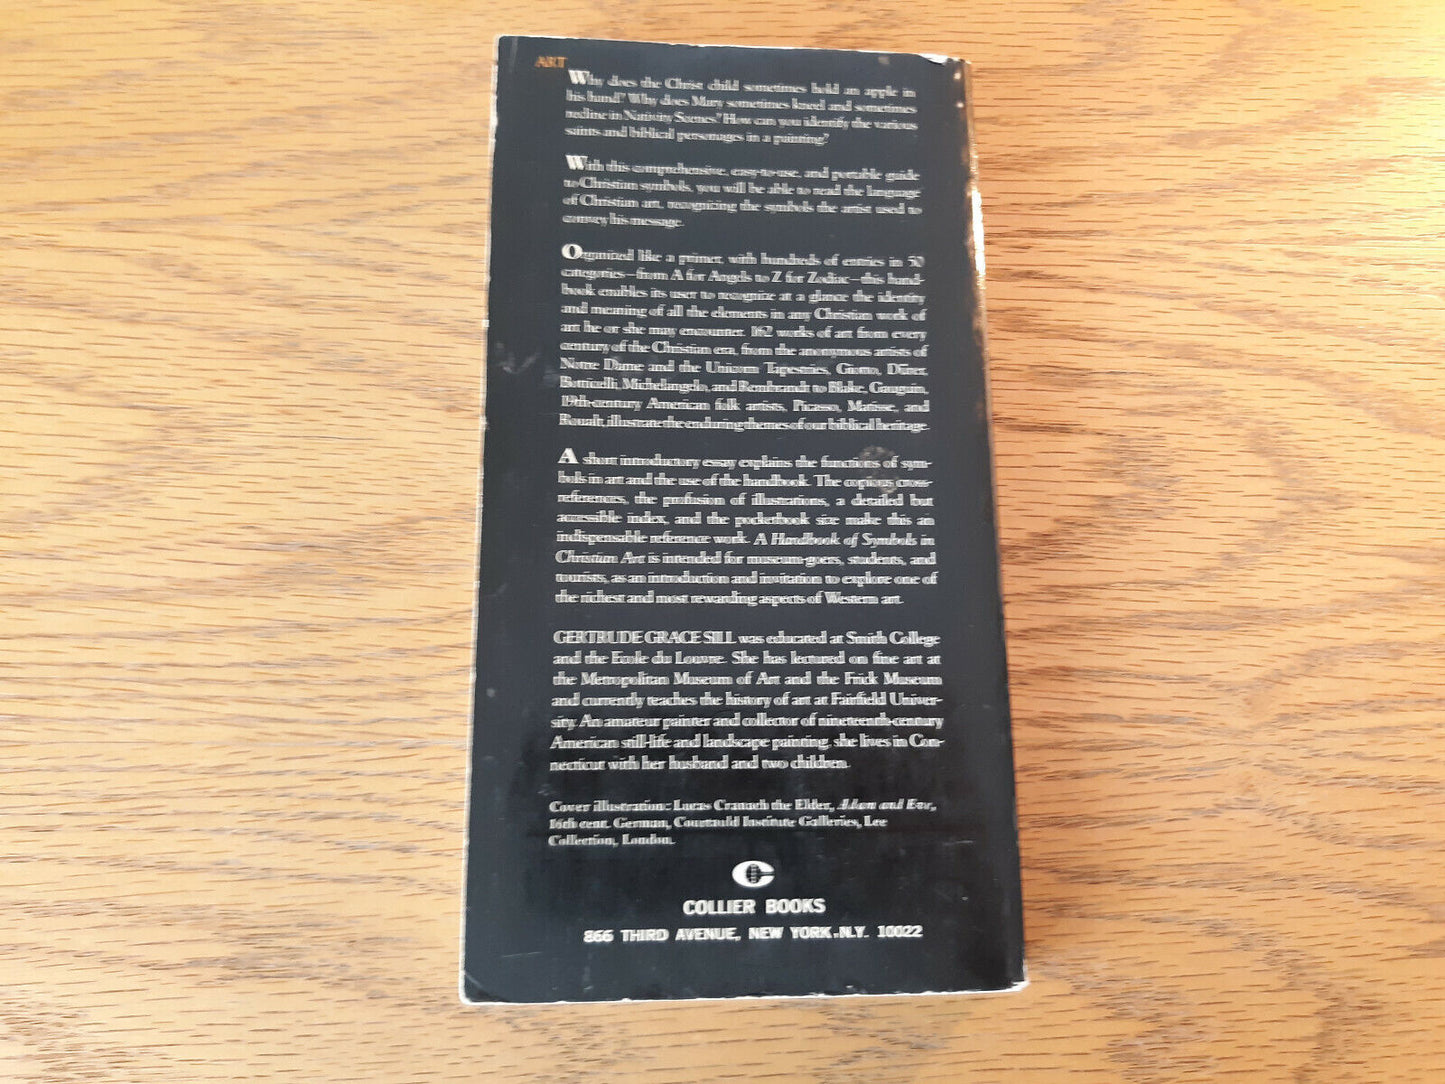 ART
Why does the Christ child sometimes hold an apple in
his hand? Why does Mary sometimes kneel and sometimes
recline in Nativity Scenes? How can you identify the various
saints and biblical personages in a painting?
With this comprehensive, easy-to-use, and portable guide
to Christian symbols, you will be able to read the language
of Christian art, recognizing the symbols the artist used to
convey his message.
Organized like a primer, with hundreds of entries in 50
categories—from A for Angels to Z for Zodiac—this hand-
book enables its user to recognize at a glance the identity
and meaning of all the elements in any Christian work of
art he or she may encounter. 162 works of art from every
century of the Christian era, from the anonymous artists of
Notre Dame and the Unicorn Tapestries, Giotto, Dürer,
Botticelli, Michelangelo, and Rembrandt to Blake, Gauguin,
19th-century American folk artists, Picasso, Matisse, and
Rouault, illustrate the enduring themes of our biblical heritage.
A short introductory essay explains the functions of sym-
bols in art and the use of the handbook. The copious cross-
references, the profusion of illustrations, a detailed but
accessible index, and the pocketbook size make this an
indispensable reference work. A Handbook of Symbols in
Christian Art is intended for museum-goers, students, and
tourists, as an introduction and invitation to explore one of
the richest and most rewarding aspects of Western art.
GERTRUDE GRACE SILL was educated at Smith College
and the Ecole du Louvre. She has lectured on fine art at
the Metropolitan Museum of Art and the Frick Museum
and currently teaches the history of art at Fairfield Univer-
sity. An amateur painter and collector of nineteenth-century
American still-life and landscape painting, she lives in Con-
necticut with her husband and two children.
Cover illustration: Lucas Cranach the Elder, Adam and Eve,
16th cent. German, Courtauld Institute Galleries, Lee
Collection, London.
COLLIER BOOKS
866 THIRD AVENUE, NEW YORK, N.Y. 10022